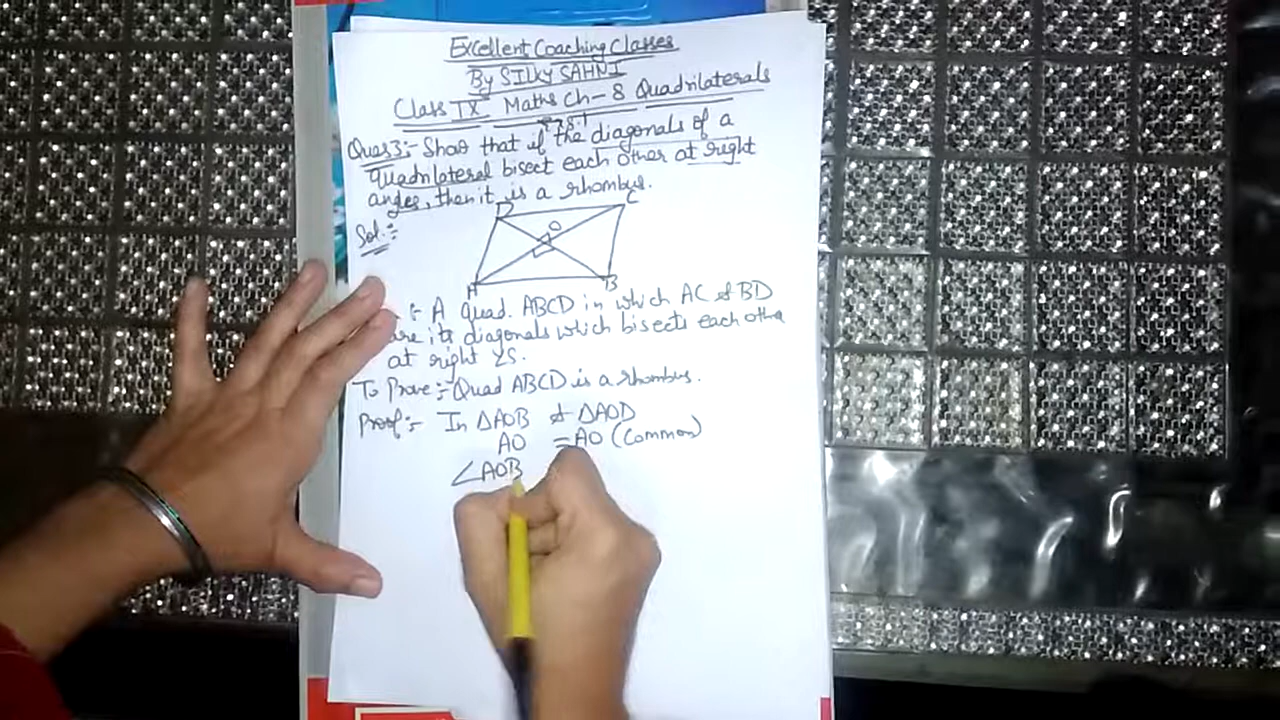 Excellent Coaching Classes
By SILKY SAHNI
Class IX Maths Ch-8 Quadrilaterals
Ques3:- Show that if the diagonals of a
quadrilateral bisect each other at right
angles, then it is a rhombus.
Sol:-
D C
O
A B
:- A Quad. ABCD in which AC & BD
are its diagonals which bisects each othe
at right ∠S.
To Prove:- Quad ABCD is a rhombus.
Proof:- In △AOB & △AOD
AO = AO (Common)
∠AOB